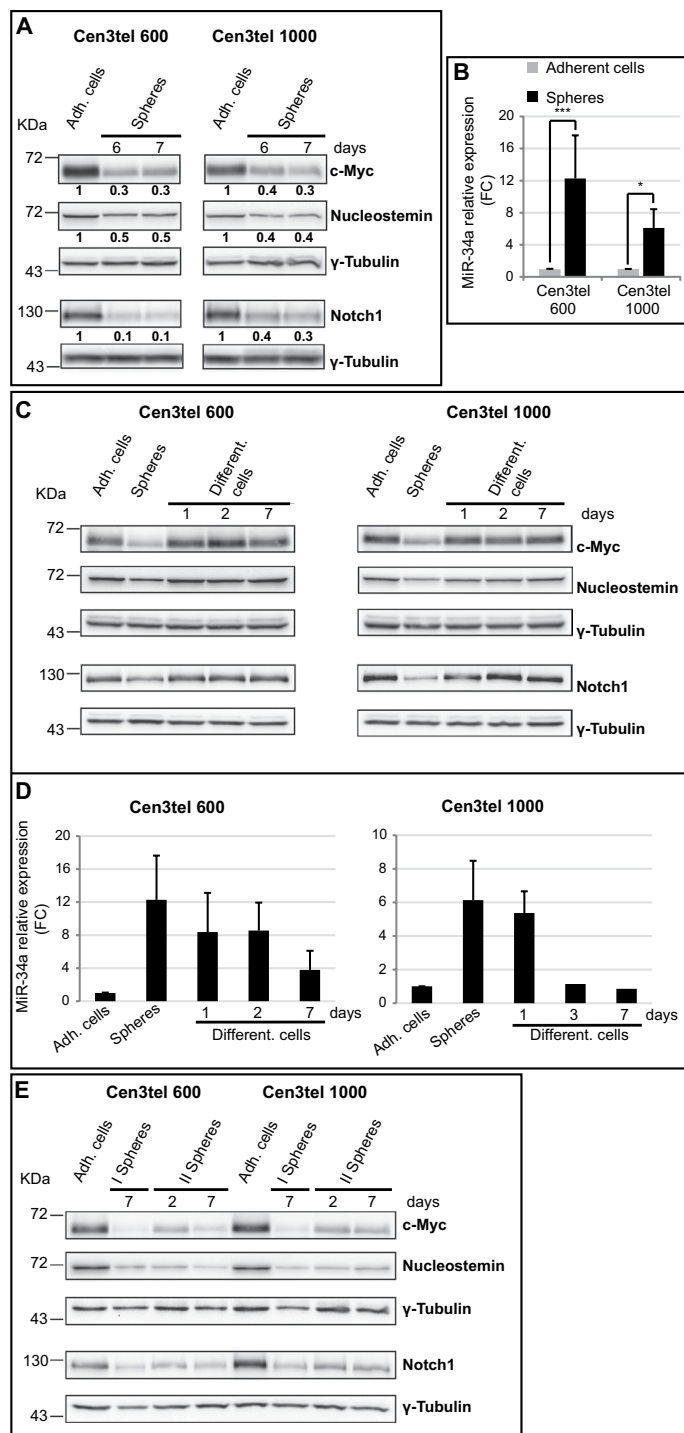 A
Cen3tel 600 Cen3tel 1000
Adh. cells Spheres Adh. cells Spheres
KDa 6 7 days 6 7
72 c-Myc
1 0.3 0.3 1 0.4 0.3
72 Nucleostemin
1 0.5 0.5 1 0.4 0.4
43 γ-Tubulin
130 Notch1
1 0.1 0.1 1 0.4 0.3
43 γ-Tubulin
B
Adherent cells
Spheres
MiR-34a relative expression
(FC)
20
16
12
8
4
0
***
*
Cen3tel 600
Cen3tel 1000
C
Cen3tel 600 Cen3tel 1000
Adh. cells Spheres Different. cells Adh. cells Spheres Different. cells
KDa 1 2 7 1 2 7 days
72 c-Myc
72 Nucleostemin
43 γ-Tubulin
130 Notch1
43 γ-Tubulin
D
Cen3tel 600
MiR-34a relative expression
(FC)
20
16
12
8
4
0
Adh. cells Spheres 1 2 7 days
Different. cells
Cen3tel 1000
8
6
4
2
0
Adh. cells Spheres 1 3 7 days
Different. cells
E
Cen3tel 600 Cen3tel 1000
Adh. cells I Spheres II Spheres Adh. cells I Spheres II Spheres
KDa 7 2 7 7 2 7 days
72 c-Myc
72 Nucleostemin
43 γ-Tubulin
130 Notch1
43 γ-Tubulin